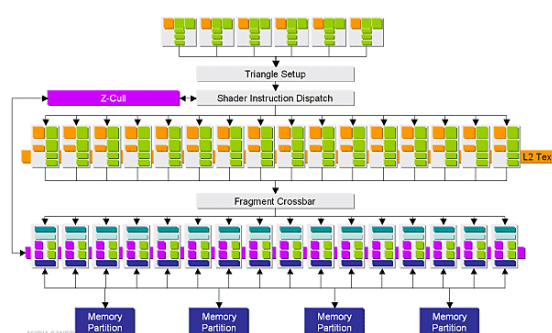 Triangle Setup
Z-Cull
Shader Instruction Dispatch
L2 Tex
Fragment Crossbar
Memory
Partition
Memory
Partition
Memory
Partition
Memory
Partition